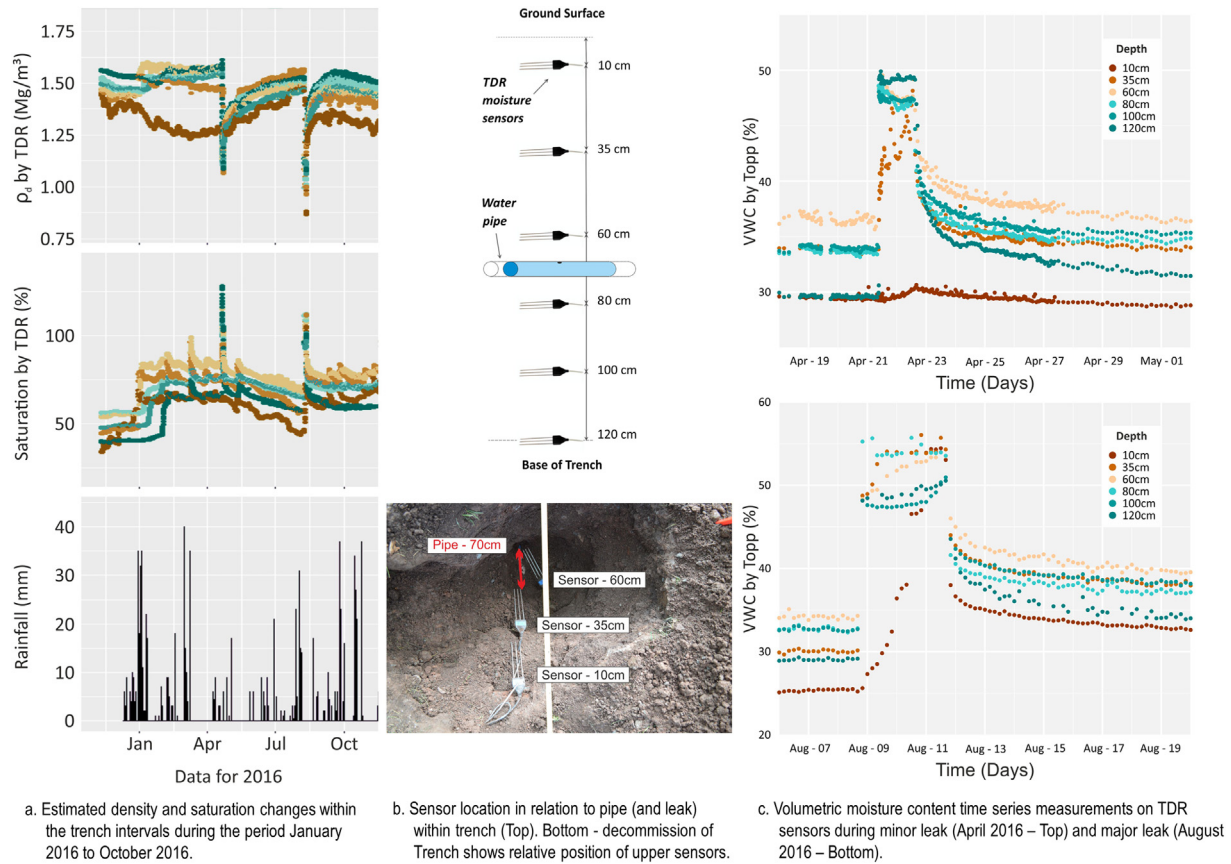 1.75
1.50
1.25
1.00
0.75
ρd by TDR (Mg/m³)
100
50
Saturation by TDR (%)
40
30
20
10
0
Rainfall (mm)
Jan
Apr
Jul
Oct
Data for 2016
a. Estimated density and saturation changes within
the trench intervals during the period January
2016 to October 2016.
Ground Surface
10 cm
TDR
moisture
sensors
35 cm
Water
pipe
60 cm
80 cm
100 cm
120 cm
Base of Trench
Pipe - 70cm
Sensor - 60cm
Sensor - 35cm
Sensor - 10cm
b. Sensor location in relation to pipe (and leak)
within trench (Top). Bottom - decommission of
Trench shows relative position of upper sensors.
50
40
30
VWC by Topp (%)
Depth
10cm
35cm
60cm
80cm
100cm
120cm
Apr - 19
Apr - 21
Apr - 23
Apr - 25
Apr - 27
Apr - 29
May - 01
Time (Days)
60
50
40
30
20
VWC by Topp (%)
Depth
10cm
35cm
60cm
80cm
100cm
120cm
Aug - 07
Aug - 09
Aug - 11
Aug - 13
Aug - 15
Aug - 17
Aug - 19
Time (Days)
c. Volumetric moisture content time series measurements on TDR
sensors during minor leak (April 2016 – Top) and major leak (August
2016 – Bottom).